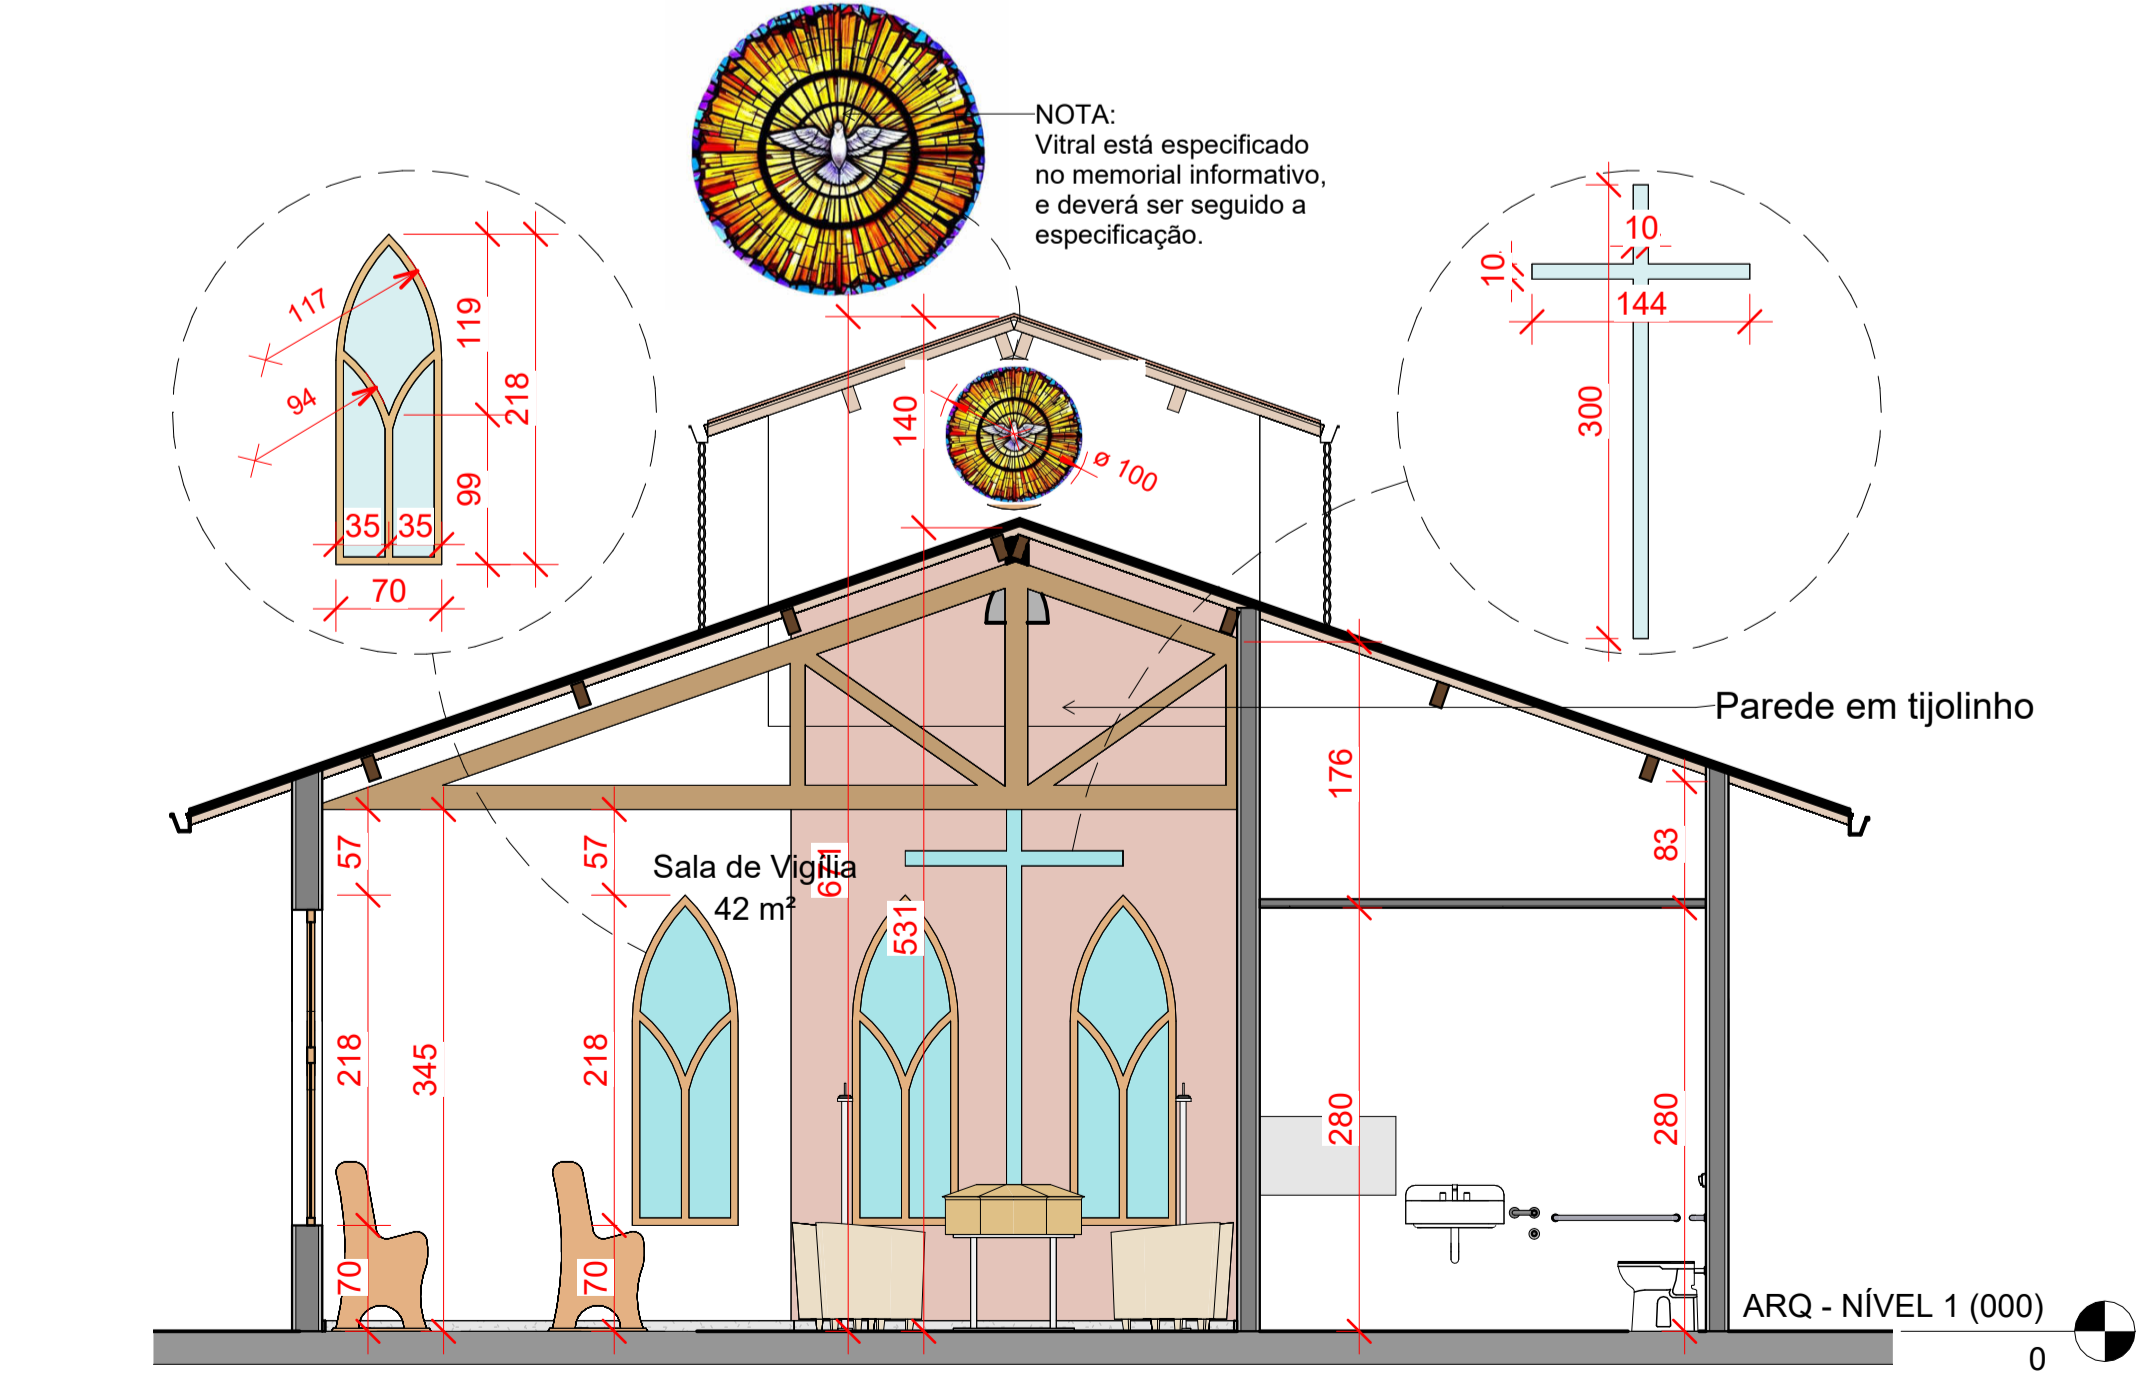 NOTA:
Vitral está especificado
no memorial informativo,
e deverá ser seguido a
especificação.
117
94
119
218
99
35
35
70
10
10
144
300
140
ø 100
Parede em tijolinho
176
83
57
57
Sala de Vigília
42 m²
671
531
218
345
218
280
280
70
70
ARQ - NÍVEL 1 (000)
0